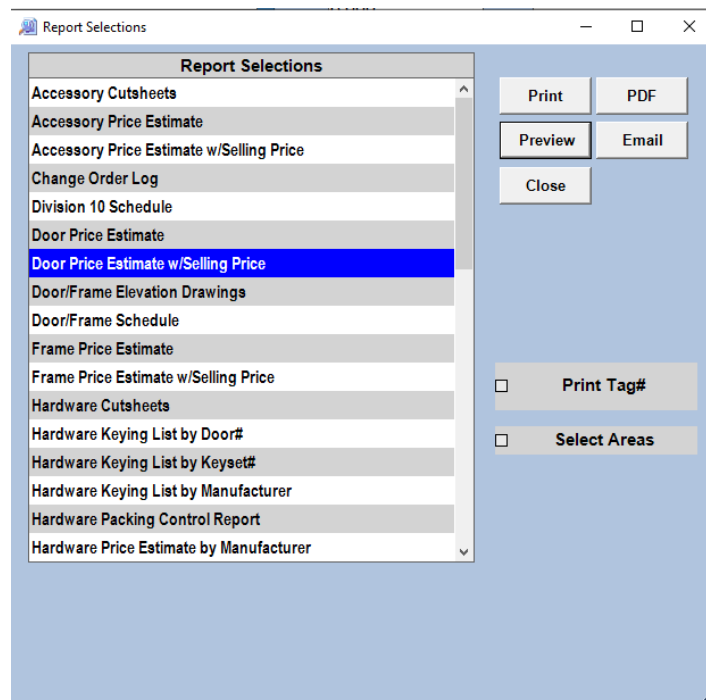 Report Selections
Report Selections
Accessory Cutsheets
Accessory Price Estimate
Accessory Price Estimate w/Selling Price
Change Order Log
Division 10 Schedule
Door Price Estimate
Door Price Estimate w/Selling Price
Door/Frame Elevation Drawings
Door/Frame Schedule
Frame Price Estimate
Frame Price Estimate w/Selling Price
Hardware Cutsheets
Hardware Keying List by Door#
Hardware Keying List by Keyset#
Hardware Keying List by Manufacturer
Hardware Packing Control Report
Hardware Price Estimate by Manufacturer
Print PDF
Preview Email
Close
Print Tag#
Select Areas